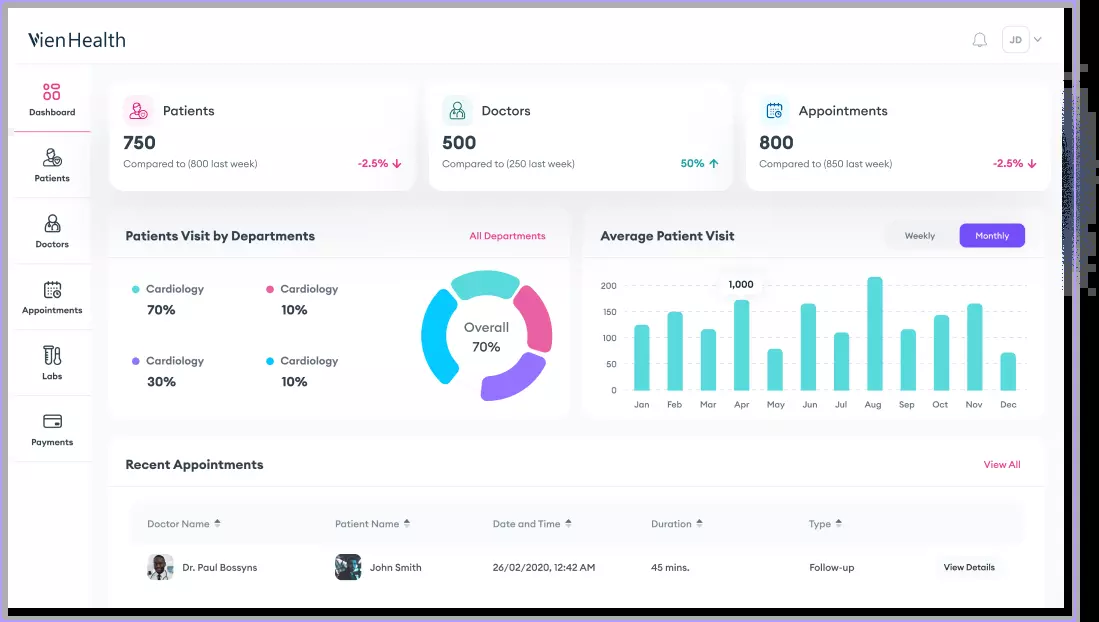 VienHealth
JD
Dashboard
Patients
Doctors
Appointments
Labs
Payments
Patients
750
Compared to (800 last week)
-2.5%
Doctors
500
Compared to (250 last week)
50%
Appointments
800
Compared to (850 last week)
-2.5%
Patients Visit by Departments
All Departments
Cardiology
70%
Cardiology
10%
Cardiology
30%
Cardiology
10%
Overall
70%
Average Patient Visit
Weekly
Monthly
1,000
200
150
100
50
0
Jan Feb Mar Apr May Jun Jul Aug Sep Oct Nov Dec
Recent Appointments
View All
Doctor Name Patient Name Date and Time Duration Type
Dr. Paul Bossyns John Smith 26/02/2020, 12:42 AM 45 mins. Follow-up View Details